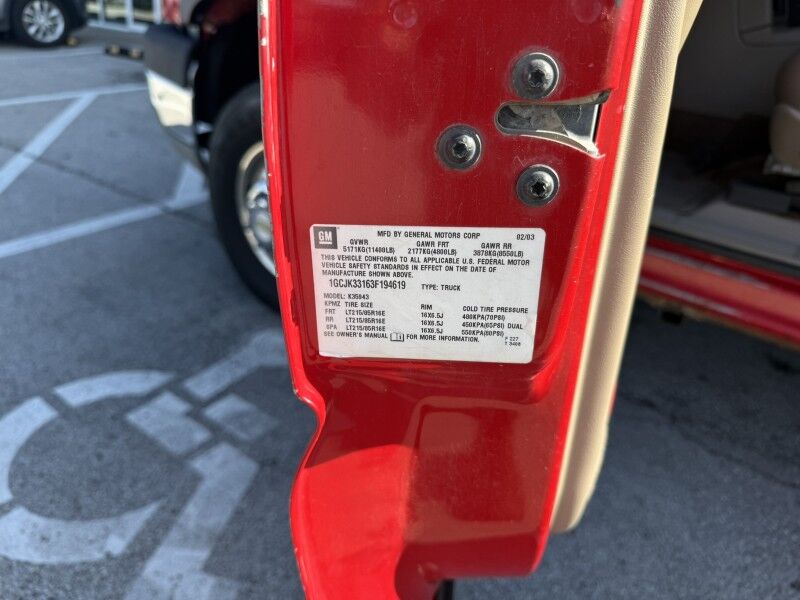 GM
MFD BY GENERAL MOTORS CORP 02/03
GVWR GAWR FRT GAWR RR
5171KG(11400LB) 2177KG(4800LB) 3878KG(8550LB)
THIS VEHICLE CONFORMS TO ALL APPLICABLE U.S. FEDERAL MOTOR
VEHICLE SAFETY STANDARDS IN EFFECT ON THE DATE OF
MANUFACTURE SHOWN ABOVE.
1GCJK33163F194619 TYPE: TRUCK
MODEL: K35943
KPMZ TIRE SIZE RIM COLD TIRE PRESSURE
FRT LT215/85R16E 16X6.5J 480KPA(70PSI)
RR LT215/85R16E 16X6.5J 450KPA(65PSI) DUAL
SPA LT215/85R16E 16X6.5J 550KPA(80PSI)
SEE OWNER'S MANUAL FOR MORE INFORMATION.
F 227
T 3408